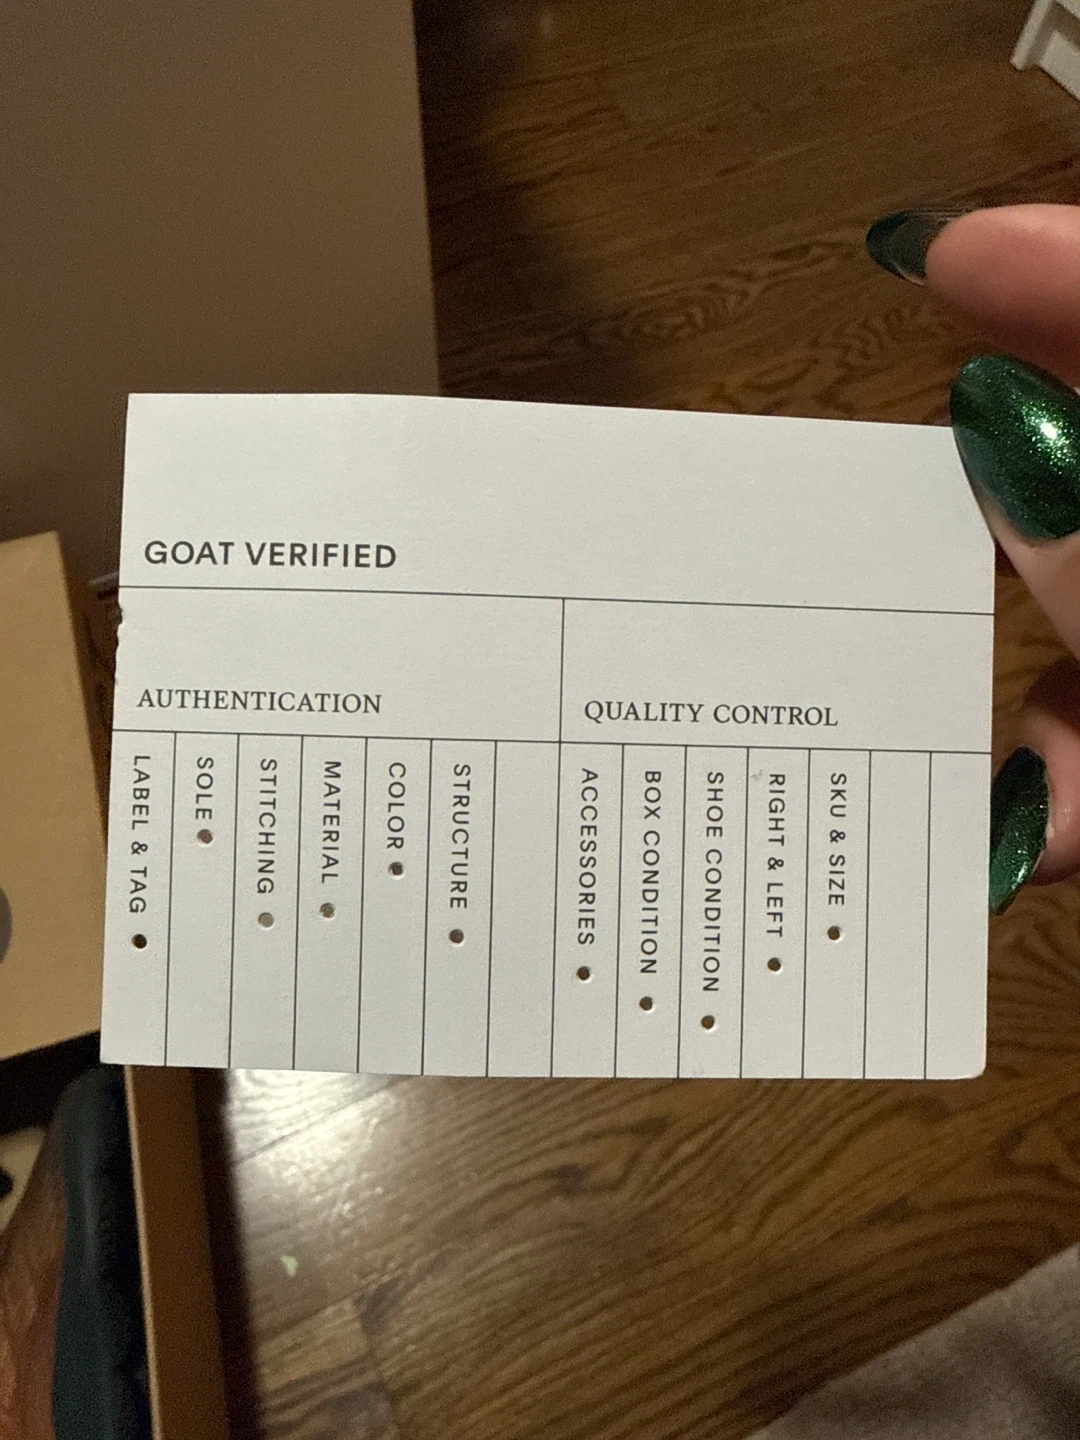 GOAT VERIFIED
AUTHENTICATION
QUALITY CONTROL
LABEL & TAG
SOLE
STITCHING
MATERIAL
COLOR
STRUCTURE
ACCESSORIES
BOX CONDITION
SHOE CONDITION
RIGHT & LEFT
SKU & SIZE